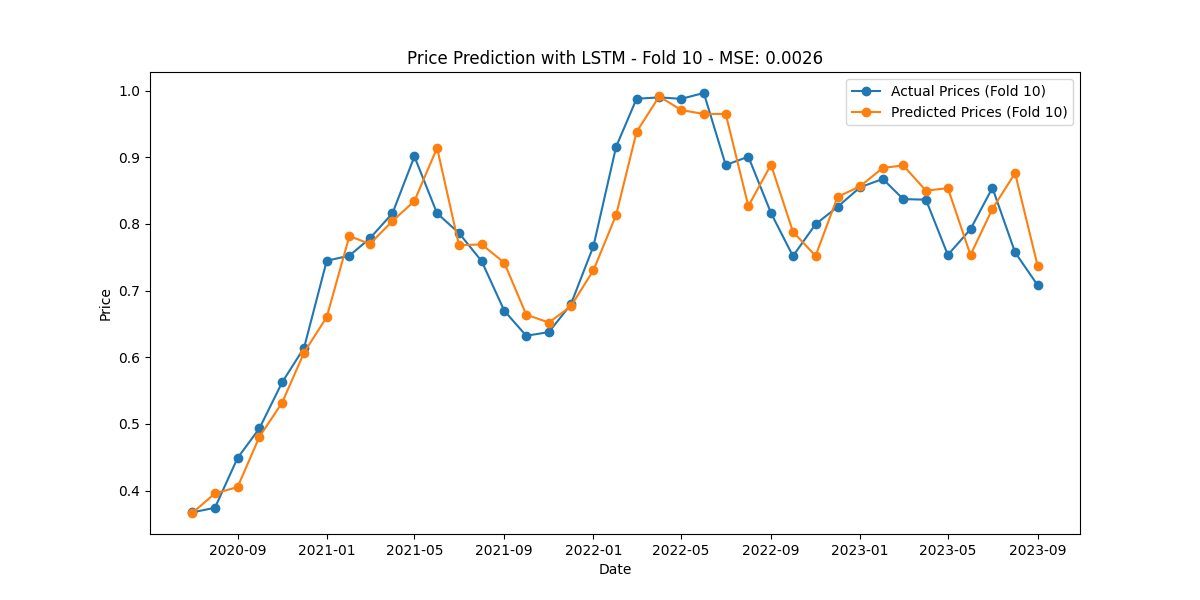 Price Prediction with LSTM - Fold 10 - MSE: 0.0026
Actual Prices (Fold 10)
Predicted Prices (Fold 10)
Price
1.0
0.9
0.8
0.7
0.6
0.5
0.4
2020-09 2021-01 2021-05 2021-09 2022-01 2022-05 2022-09 2023-01 2023-05 2023-09
Date